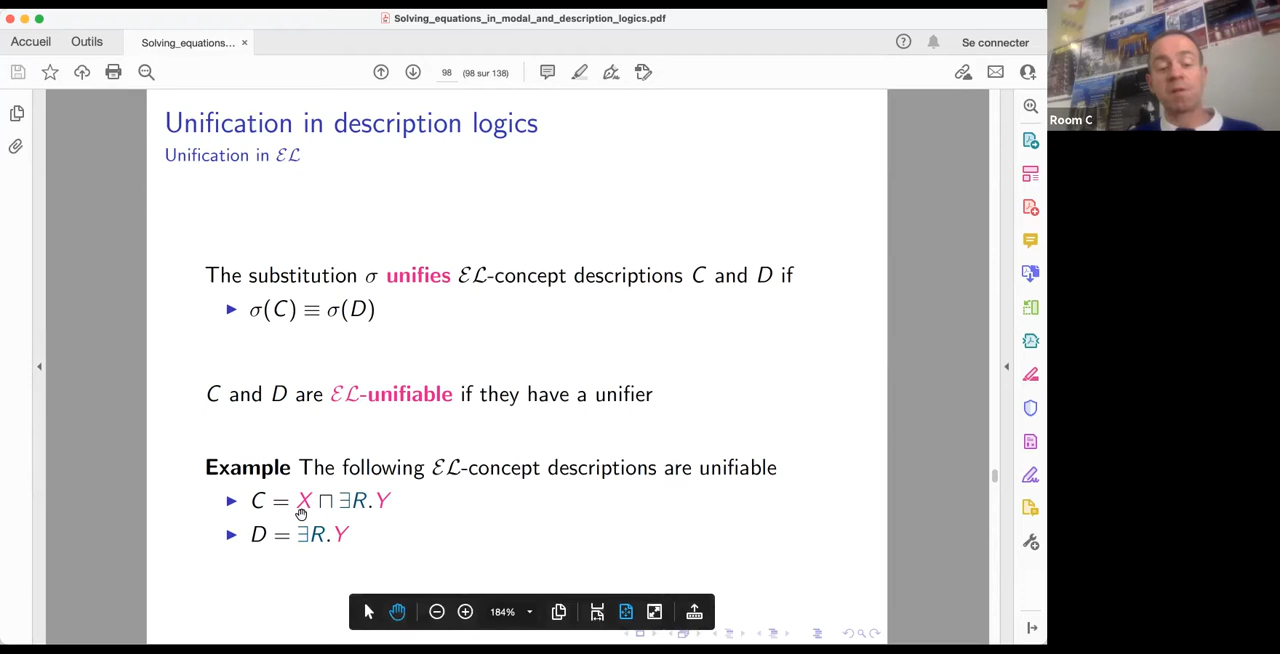 Solving_equations_in_modal_and_description_logics.pdf
Accueil Outils Solving_equations... × Se connecter
98 (98 sur 138)
Room C
Unification in description logics
Unification in ℰℒ
The substitution σ unifies ℰℒ-concept descriptions C and D if
▶ σ(C) ≡ σ(D)
C and D are ℰℒ-unifiable if they have a unifier
Example The following ℰℒ-concept descriptions are unifiable
▶ C = X ⊓ ∃R.Y
▶ D = ∃R.Y
184%